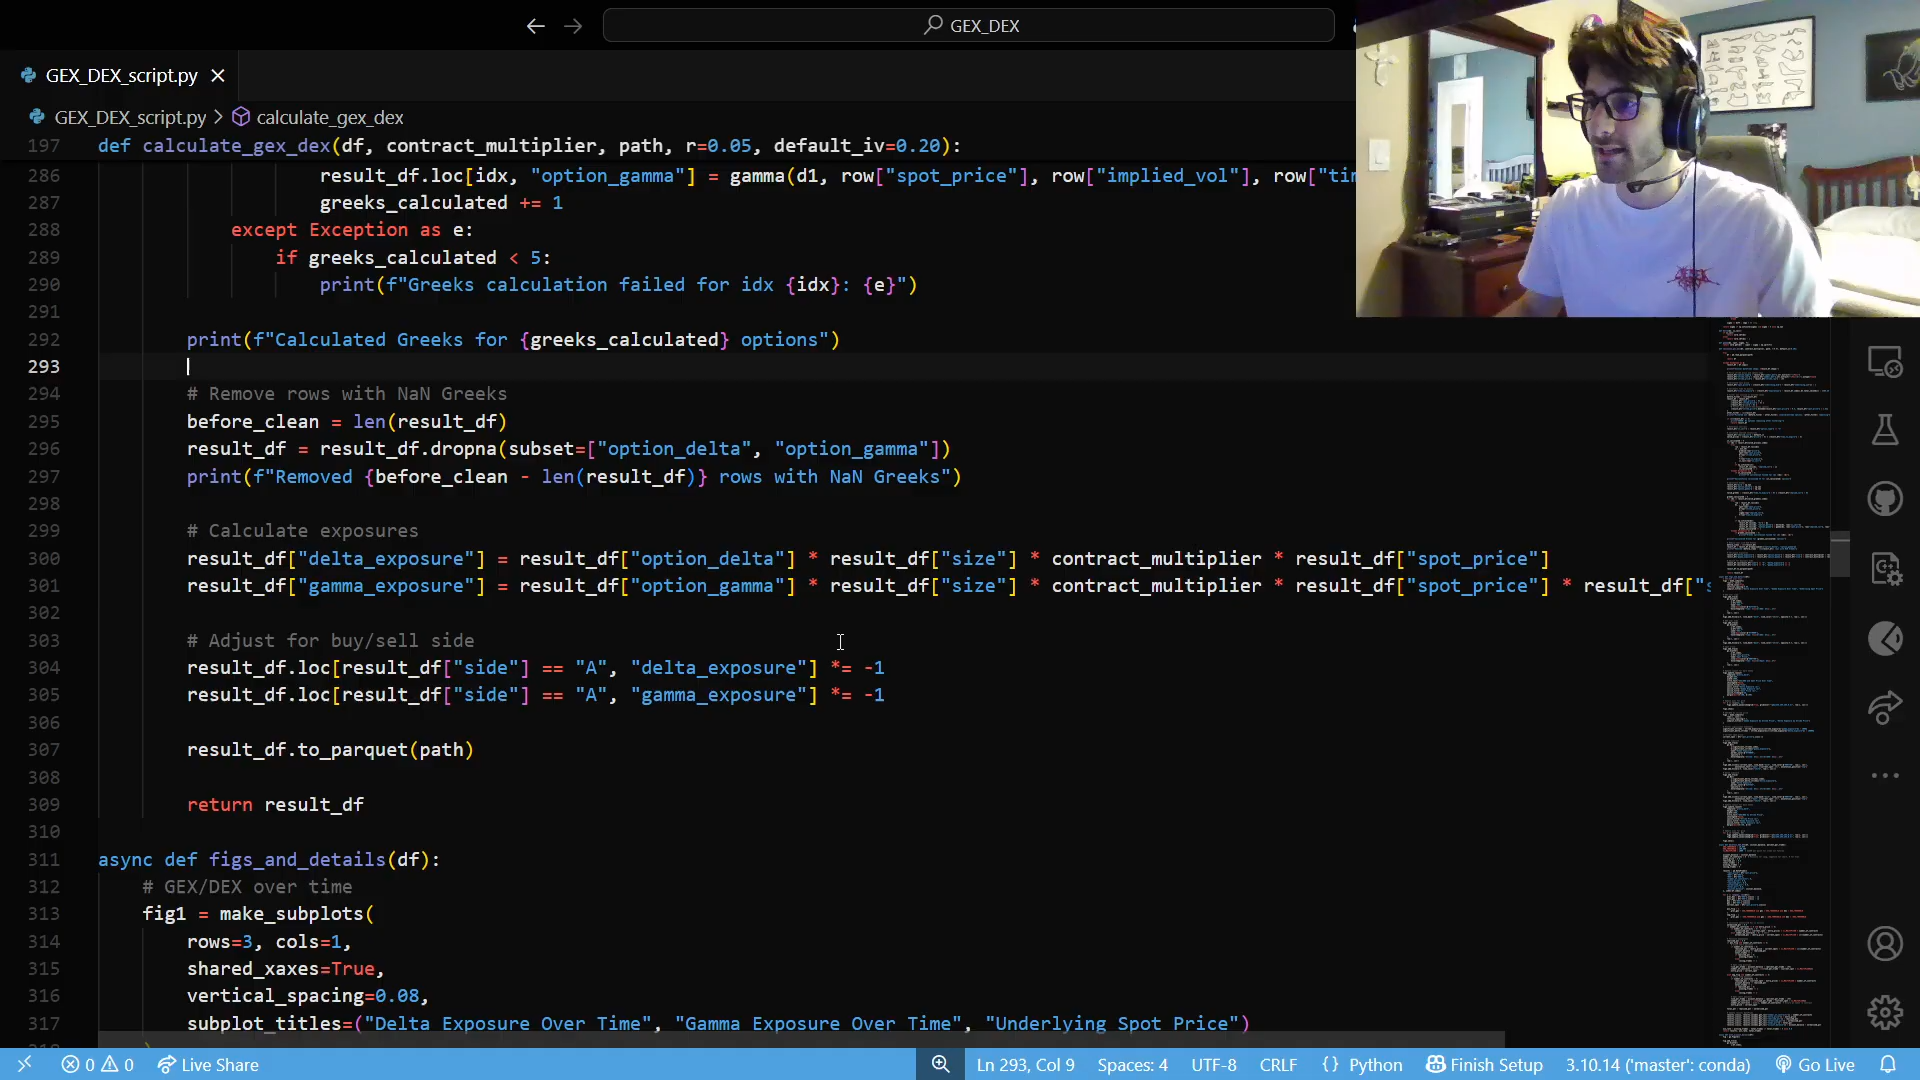 GEX_DEX
GEX_DEX_script.py
GEX_DEX_script.py > calculate_gex_dex
197 def calculate_gex_dex(df, contract_multiplier, path, r=0.05, default_iv=0.20):
286 result_df.loc[idx, "option_gamma"] = gamma(d1, row["spot_price"], row["implied_vol"], row["ti
287 greeks_calculated += 1
288 except Exception as e:
289 if greeks_calculated < 5:
290 print(f"Greeks calculation failed for idx {idx}: {e}")
291
292 print(f"Calculated Greeks for {greeks_calculated} options")
293
294 # Remove rows with NaN Greeks
295 before_clean = len(result_df)
296 result_df = result_df.dropna(subset=["option_delta", "option_gamma"])
297 print(f"Removed {before_clean - len(result_df)} rows with NaN Greeks")
298
299 # Calculate exposures
300 result_df["delta_exposure"] = result_df["option_delta"] * result_df["size"] * contract_multiplier * result_df["spot_price"]
301 result_df["gamma_exposure"] = result_df["option_gamma"] * result_df["size"] * contract_multiplier * result_df["spot_price"] * result_df["s
302
303 # Adjust for buy/sell side
304 result_df.loc[result_df["side"] == "A", "delta_exposure"] *= -1
305 result_df.loc[result_df["side"] == "A", "gamma_exposure"] *= -1
306
307 result_df.to_parquet(path)
308
309 return result_df
310
311 async def figs_and_details(df):
312 # GEX/DEX over time
313 fig1 = make_subplots(
314 rows=3, cols=1,
315 shared_xaxes=True,
316 vertical_spacing=0.08,
317 subplot_titles=("Delta Exposure Over Time", "Gamma Exposure Over Time", "Underlying Spot Price")
0 0 Live Share Ln 293, Col 9 Spaces: 4 UTF-8 CRLF {} Python Finish Setup 3.10.14 ('master': conda) Go Live